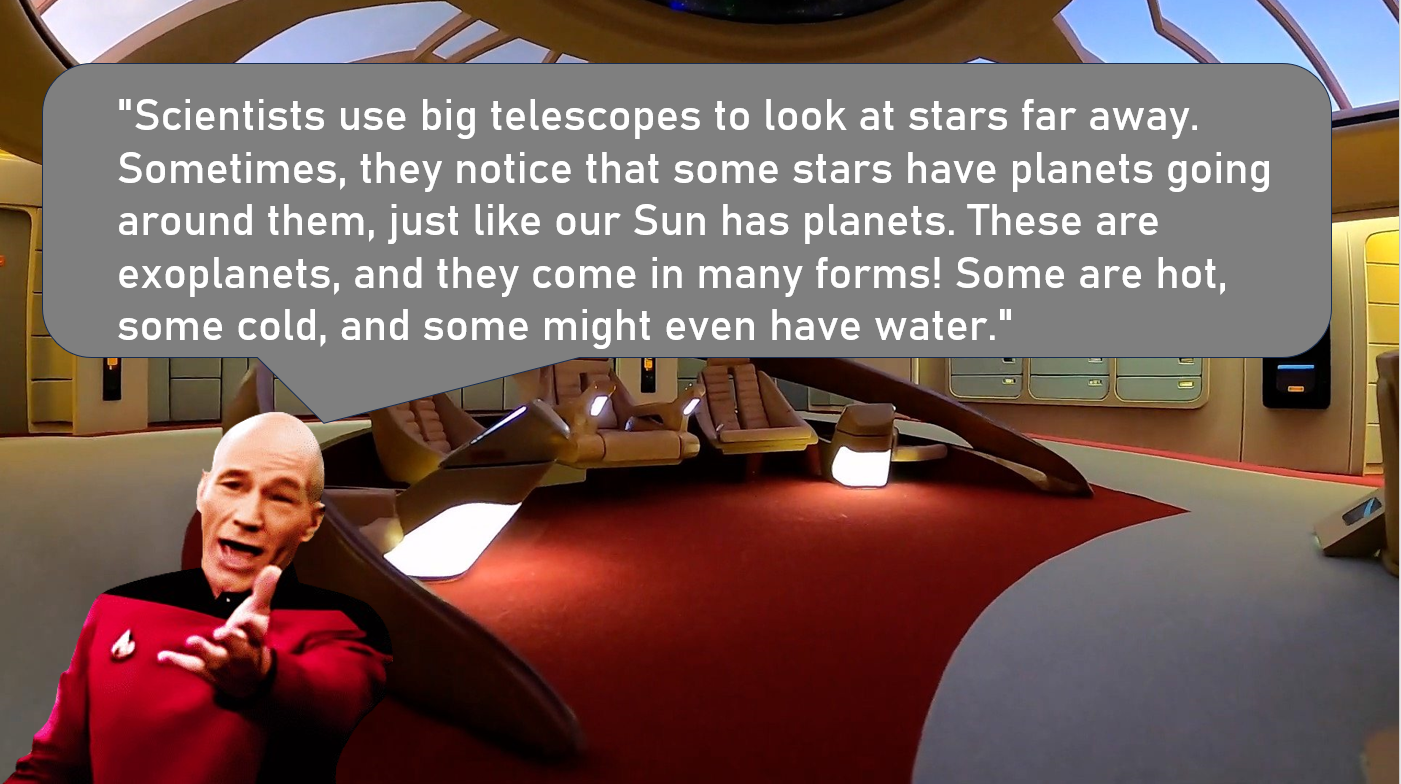 "Scientists use big telescopes to look at stars far away.
Sometimes, they notice that some stars have planets going
around them, just like our Sun has planets. These are
exoplanets, and they come in many forms! Some are hot,
some cold, and some might even have water."